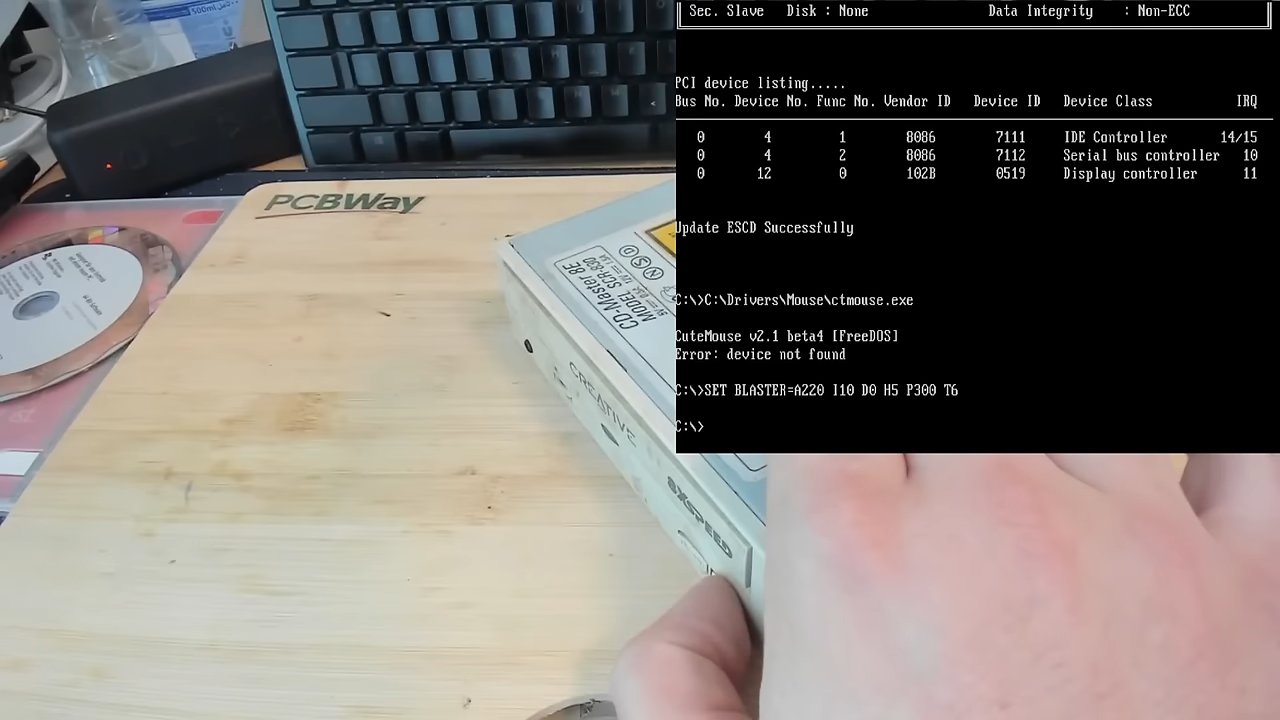 Sec. Slave Disk : None Data Integrity : Non-ECC
PCI device listing.....
Bus No. Device No. Func No. Vendor ID Device ID Device Class IRQ
0 4 1 8086 7111 IDE Controller 14/15
0 4 2 8086 7112 Serial bus controller 10
0 12 0 102B 0519 Display controller 11
Update ESCD Successfully
C:\>C:\Drivers\Mouse\ctmouse.exe
CuteMouse v2.1 beta4 [FreeDOS]
Error: device not found
C:\>SET BLASTER=A220 I10 D0 H5 P300 T6
C:\>
500ml
PCBWay
CD-Master 8E
MODEL SCR-830
CREATIVE
8XSPEED